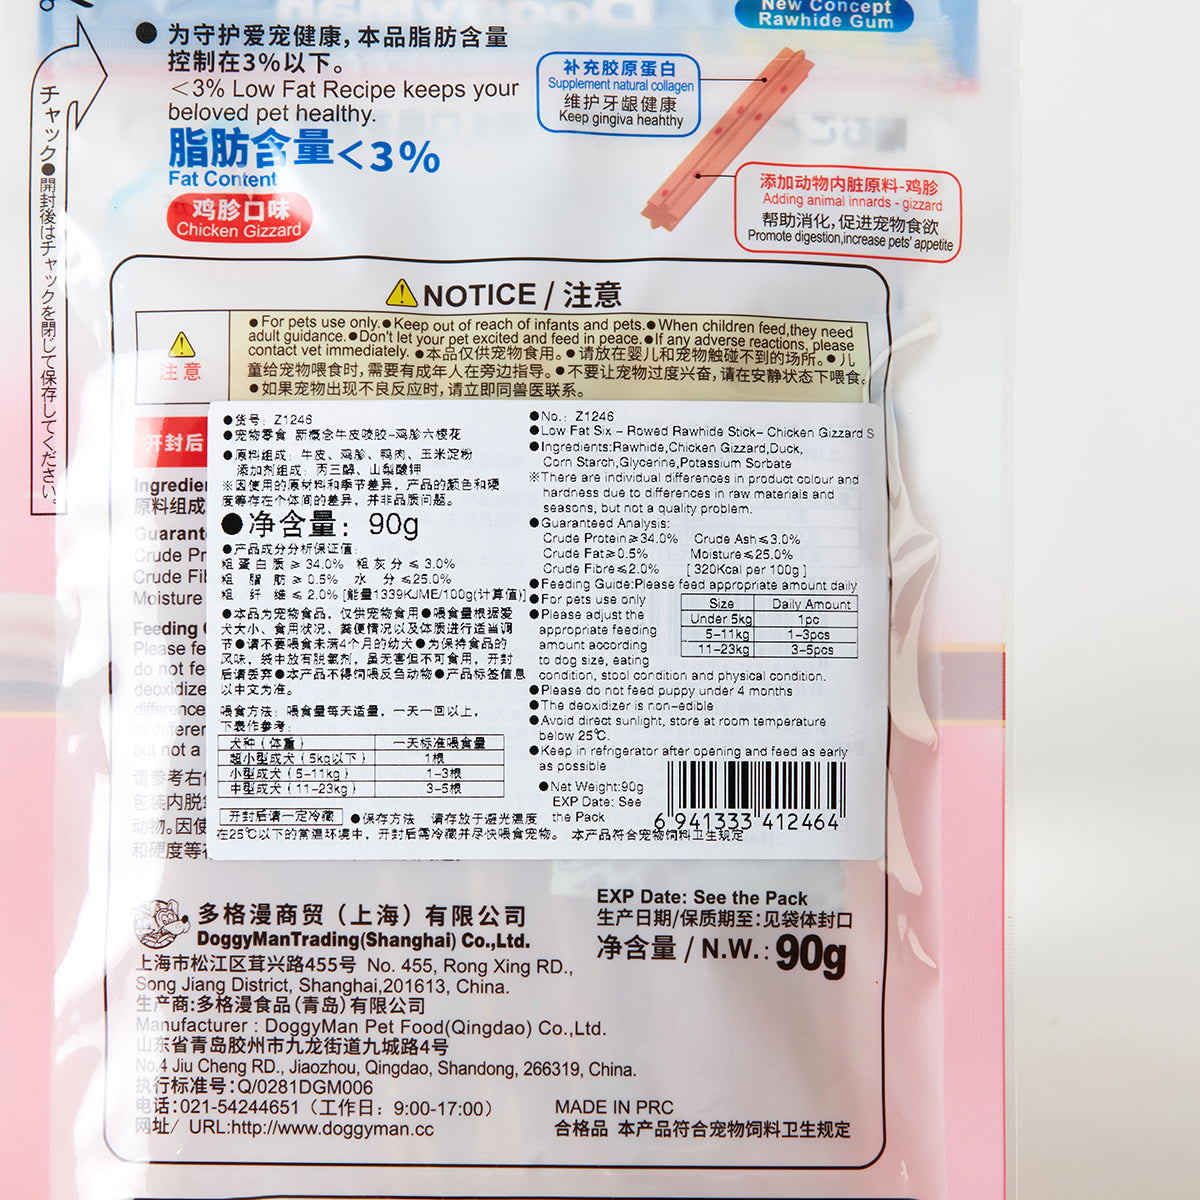 New Concept
Rawhide Gum
●为守护爱宠健康,本品脂肪含量
控制在3%以下。
<3% Low Fat Recipe keeps your
beloved pet healthy.
脂肪含量<3%
Fat Content
鸡胗口味
Chicken Gizzard
补充胶原蛋白
Supplement natural collagen
维护牙龈健康
Keep gingiva heahthy
添加动物内脏原料-鸡胗
Adding animal innards - gizzard
帮助消化,促进宠物食欲
Promote digestion,increase pets' appetite
チャック●開封後はチャックを閉じて保存してください。
NOTICE / 注意
注意
●For pets use only.●Keep out of reach of infants and pets.●When children feed,they need
adult guidance.●Don't let your pet excited and feed in peace.●If any adverse reactions, please
contact vet immediately. ●本品仅供宠物食用。●请放在婴儿和宠物触碰不到的场所。●儿
童给宠物喂食时,需要有成年人在旁边指导。●不要让宠物过度兴奋,请在安静状态下喂食。
●如果宠物出现不良反应时,请立即同兽医联系。
开封后
Ingredien
原料组成
Guarant
Crude Pr
Crude Fib
Moisture
Feeding
Please fe
do not fe
deoxidize
difference
to differen
but not a
请参考右
包装内脱
动物。因使
和硬度等
●货号: Z1246
●宠物零食 新概念牛皮咬胶-鸡胗六棱花
●原料组成: 牛皮、鸡胗、鸭肉、玉米淀粉
添加剂组成: 丙三醇、山梨酸钾
※因使用的原材料和季节差异,产品的颜色和硬
度等存在个体间的差异,并非品质问题。
●净含量: 90g
●产品成分分析保证值:
粗蛋白质 ≥ 34.0% 粗灰分 ≤ 3.0%
粗 脂 肪 ≥ 0.5% 水 分 ≤25.0%
粗 纤 维 ≤ 2.0% [能量1339KJME/100g(计算值)]
●本品为宠物食品,仅供宠物食用●喂食量根据爱
犬大小、食用状况、粪便情况以及体质进行适当调
节●请不要喂食未满4个月的幼犬●为保持食品的
风味,袋中放有脱氧剂,虽无害但不可食用,开封
后请丢弃●本产品不得饲喂反刍动物●产品标签信息
以中文为准。
喂食方法: 喂食量每天适量,一天一回以上,
下表作参考:
犬种(体重) 一天标准喂食量
超小型成犬(5kg以下) 1根
小型成犬(5-11kg) 1-3根
中型成犬(11-23kg) 3-5根
开封后请一定冷藏 ●保存方法 请存放于避光温度
在25℃以下的常温环境中,开封后需冷藏并尽快喂食宠物。 本产品符合宠物饲料卫生规定
●No.: Z1246
●Low Fat Six - Rowed Rawhide Stick- Chicken Gizzard S
●Ingredients:Rawhide,Chicken Gizzard,Duck,
Corn Starch,Glycerine,Potassium Sorbate
※There are individual differences in product colour and
hardness due to differences in raw materials and
seasons, but not a quality problem.
●Guaranteed Analysis:
Crude Protein≥34.0% Crude Ash≤3.0%
Crude Fat≥0.5% Moisture≤25.0%
Crude Fibre≤2.0% [ 320Kcal per 100g ]
●Feeding Guide:Please feed appropriate amount daily
●For pets use only
●Please adjust the
appropriate feeding
amount according
to dog size, eating
condition, stool condition and physical condition.
Size Daily Amount
Under 5kg 1pc
5-11kg 1-3pcs
11-23kg 3-5pcs
●Please do not feed puppy under 4 months
●The deoxidizer is non-edible
●Avoid direct sunlight, store at room temperature
below 25℃.
●Keep in refrigerator after opening and feed as early
as possible
●Net Weight:90g
EXP Date: See
the Pack
6 941333 412464
多格漫商贸(上海)有限公司
DoggyManTrading(Shanghai) Co.,Ltd.
上海市松江区茸兴路455号 No. 455, Rong Xing RD.,
Song Jiang District, Shanghai,201613, China.
生产商:多格漫食品(青岛)有限公司
Manufacturer : DoggyMan Pet Food(Qingdao) Co.,Ltd.
山东省青岛胶州市九龙街道九城路4号
No.4 Jiu Cheng RD., Jiaozhou, Qingdao, Shandong, 266319, China.
执行标准号:Q/0281DGM006
电话:021-54244651(工作日: 9:00-17:00)
网址/ URL:http://www.doggyman.cc
EXP Date: See the Pack
生产日期/保质期至:见袋体封口
净含量 / N.W.: 90g
MADE IN PRC
合格品 本产品符合宠物饲料卫生规定